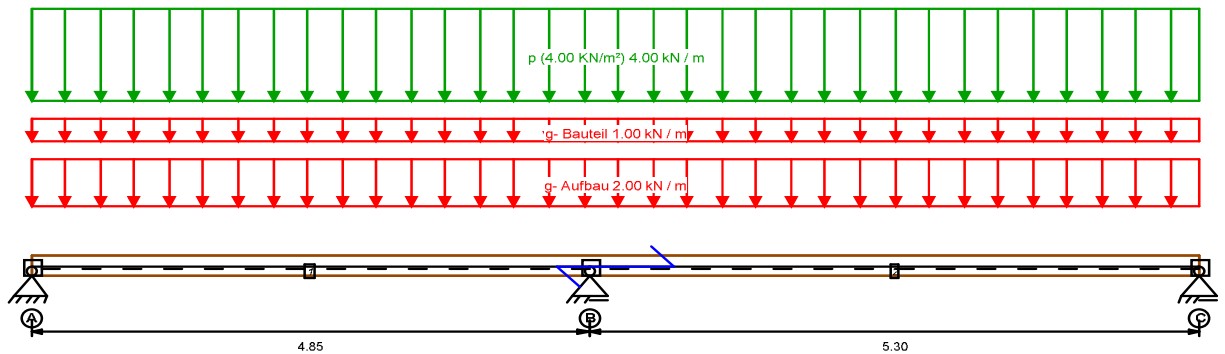 p (4.00 KN/m²) 4.00 kN / m
g- Bauteil 1.00 kN / m
g- Aufbau 2.00 kN / m
1
2
A
B
C
4.85
5.30